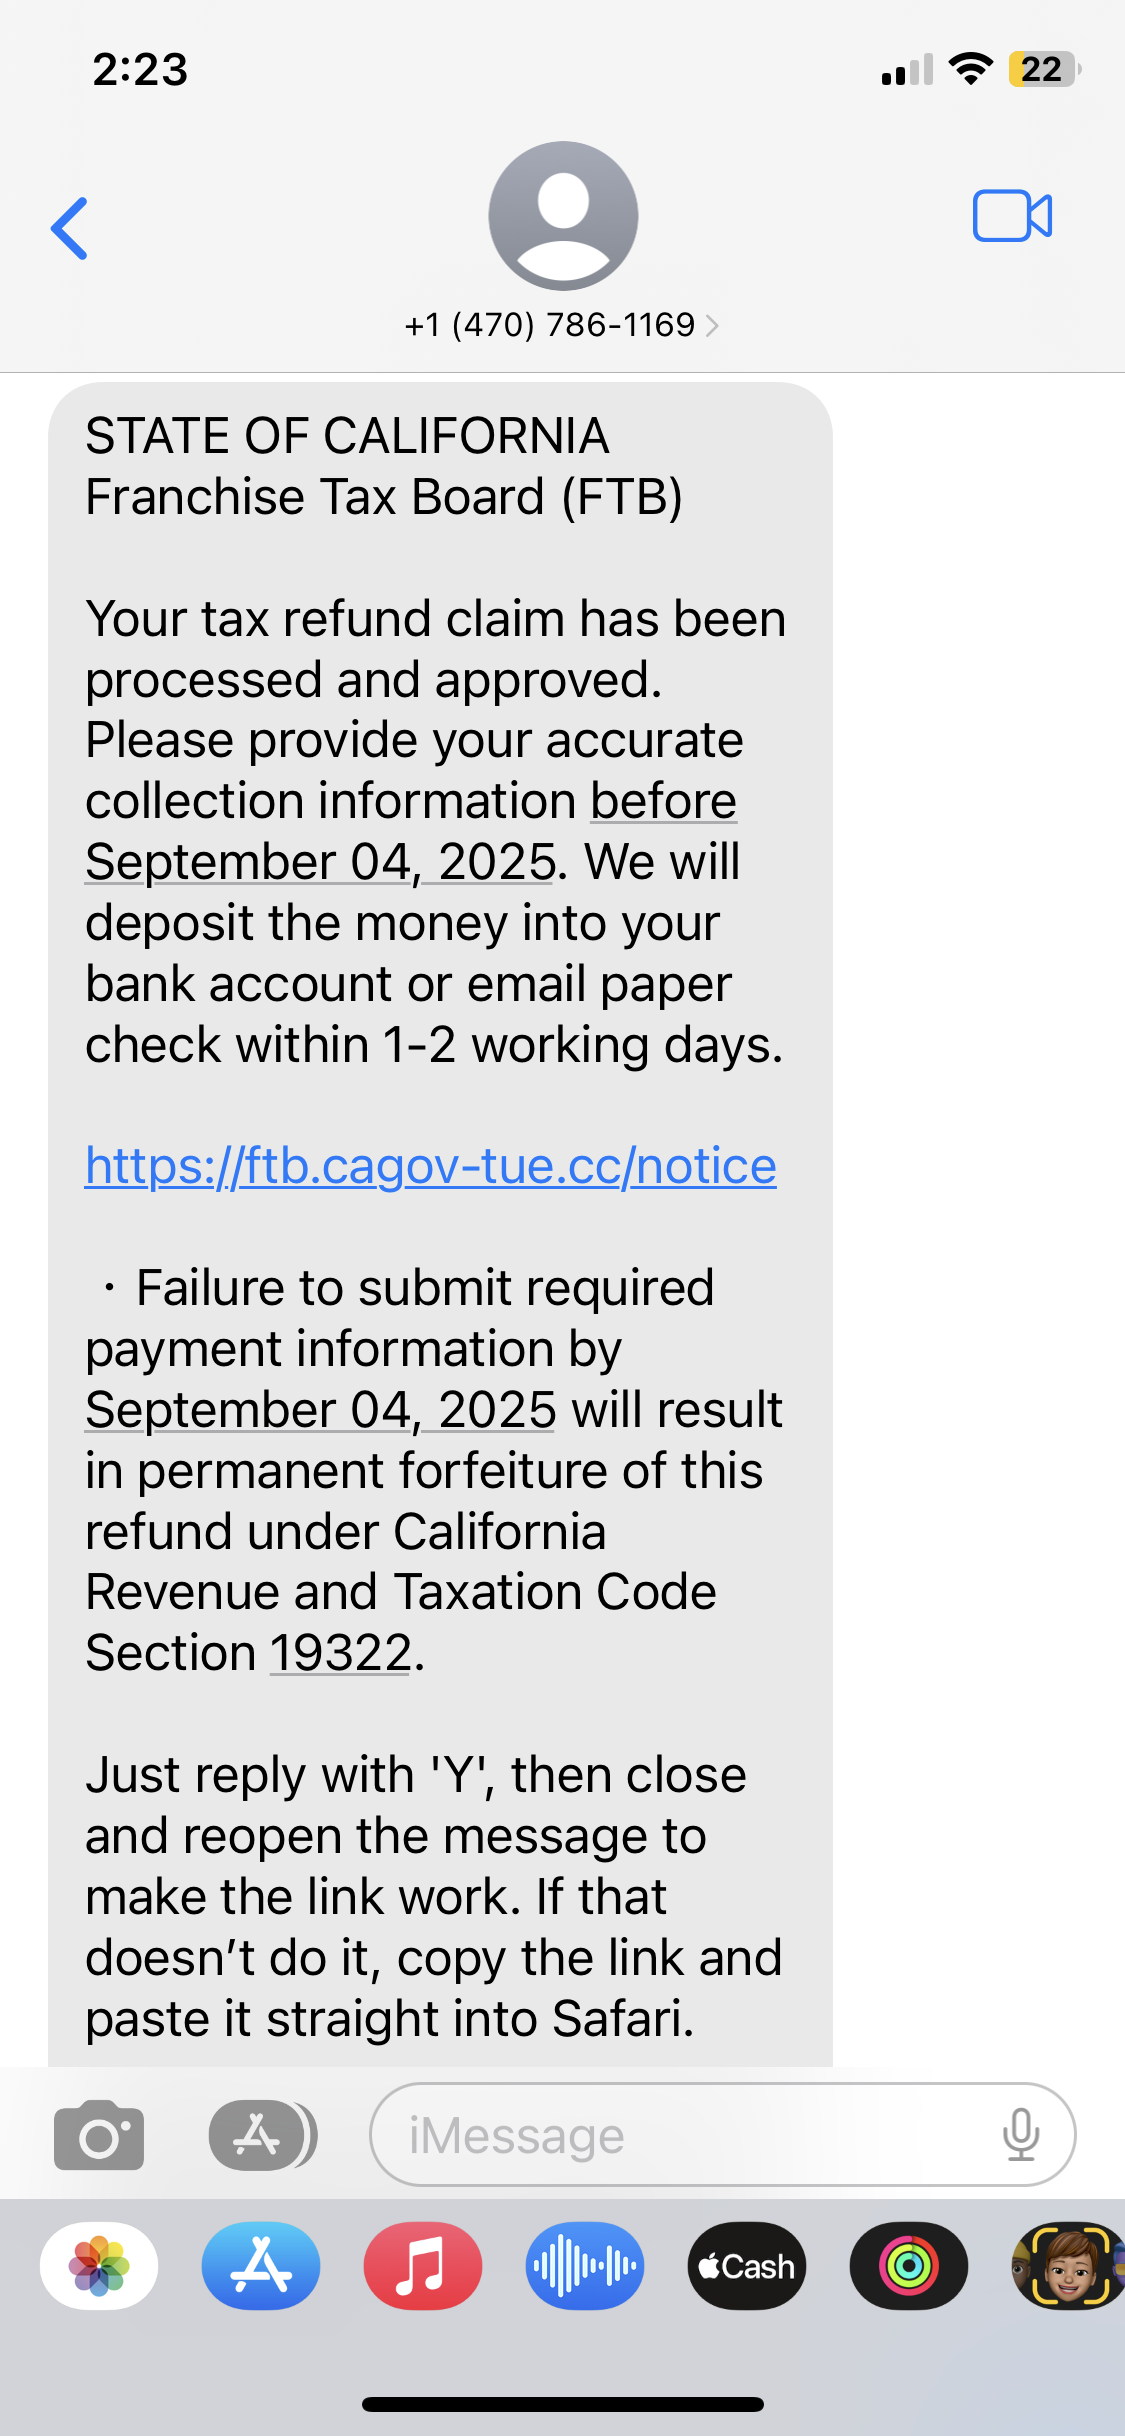 2:23
22
+1 (470) 786-1169
STATE OF CALIFORNIA
Franchise Tax Board (FTB)
Your tax refund claim has been
processed and approved.
Please provide your accurate
collection information before
September 04, 2025. We will
deposit the money into your
bank account or email paper
check within 1-2 working days.
https://ftb.cagov-tue.cc/notice
· Failure to submit required
payment information by
September 04, 2025 will result
in permanent forfeiture of this
refund under California
Revenue and Taxation Code
Section 19322.
Just reply with 'Y', then close
and reopen the message to
make the link work. If that
doesn’t do it, copy the link and
paste it straight into Safari.
iMessage
Cash